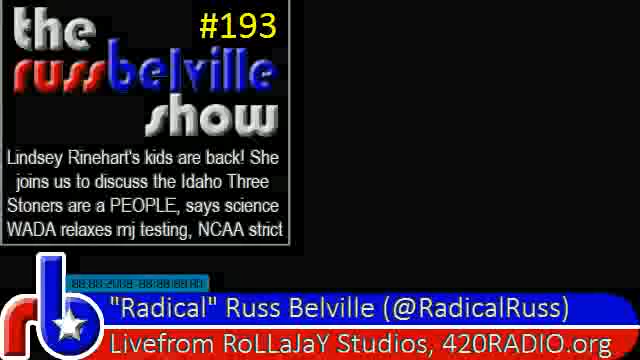 the #193
russbelville
show
Lindsey Rinehart's kids are back! She
joins us to discuss the Idaho Three
Stoners are a PEOPLE, says science
WADA relaxes mj testing, NCAA strict
rb
"Radical" Russ Belville (@RadicalRuss)
Livefrom RoLLaJaY Studios, 420RADIO.org